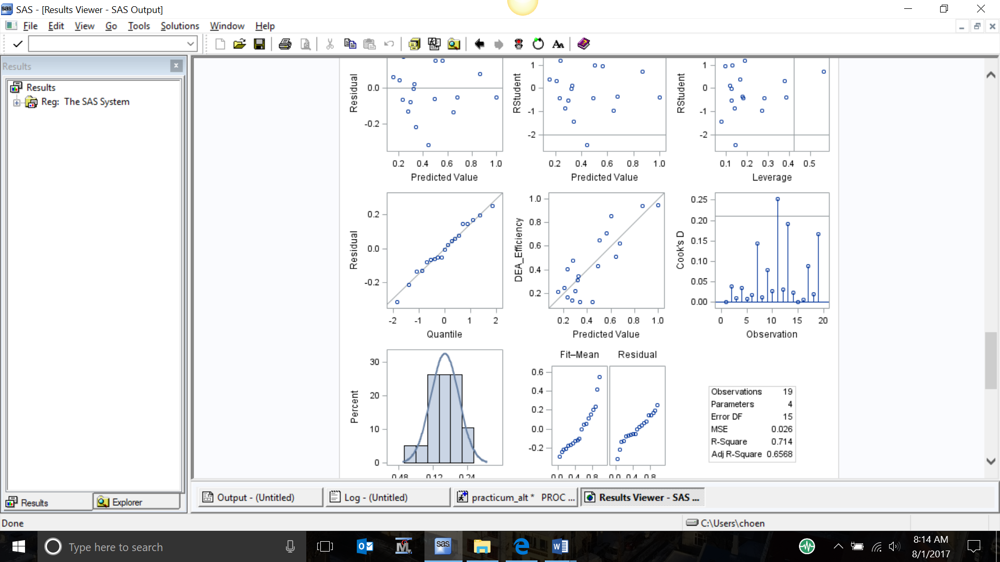 SAS - [Results Viewer - SAS Output]
File Edit View Go Tools Solutions Window Help
Results
Results
Reg: The SAS System
Residual
0.0
-0.2
0.2 0.4 0.6 0.8 1.0
Predicted Value
RStudent
1
0
-1
-2
0.2 0.4 0.6 0.8 1.0
Predicted Value
RStudent
1
0
-1
-2
0.1 0.2 0.3 0.4 0.5
Leverage
Residual
0.2
0.0
-0.2
-2 -1 0 1 2
Quantile
DEA_Efficiency
1.0
0.8
0.6
0.4
0.2
0.2 0.4 0.6 0.8 1.0
Predicted Value
Cook's D
0.25
0.20
0.15
0.10
0.05
0.00
0 5 10 15 20
Observation
Percent
30
20
10
0
0.48 0.12 0.24
Fit–Mean Residual
0.6
0.4
0.2
0.0
-0.2
0.0 0.4 0.8 0.0 0.4 0.8
Observations 19
Parameters 4
Error DF 15
MSE 0.026
R-Square 0.714
Adj R-Square 0.6568
Results Explorer
Output - (Untitled) Log - (Untitled) practicum_alt * PROC ... Results Viewer - SAS ...
Done C:\Users\choen
Type here to search
sas
8:14 AM
8/1/2017